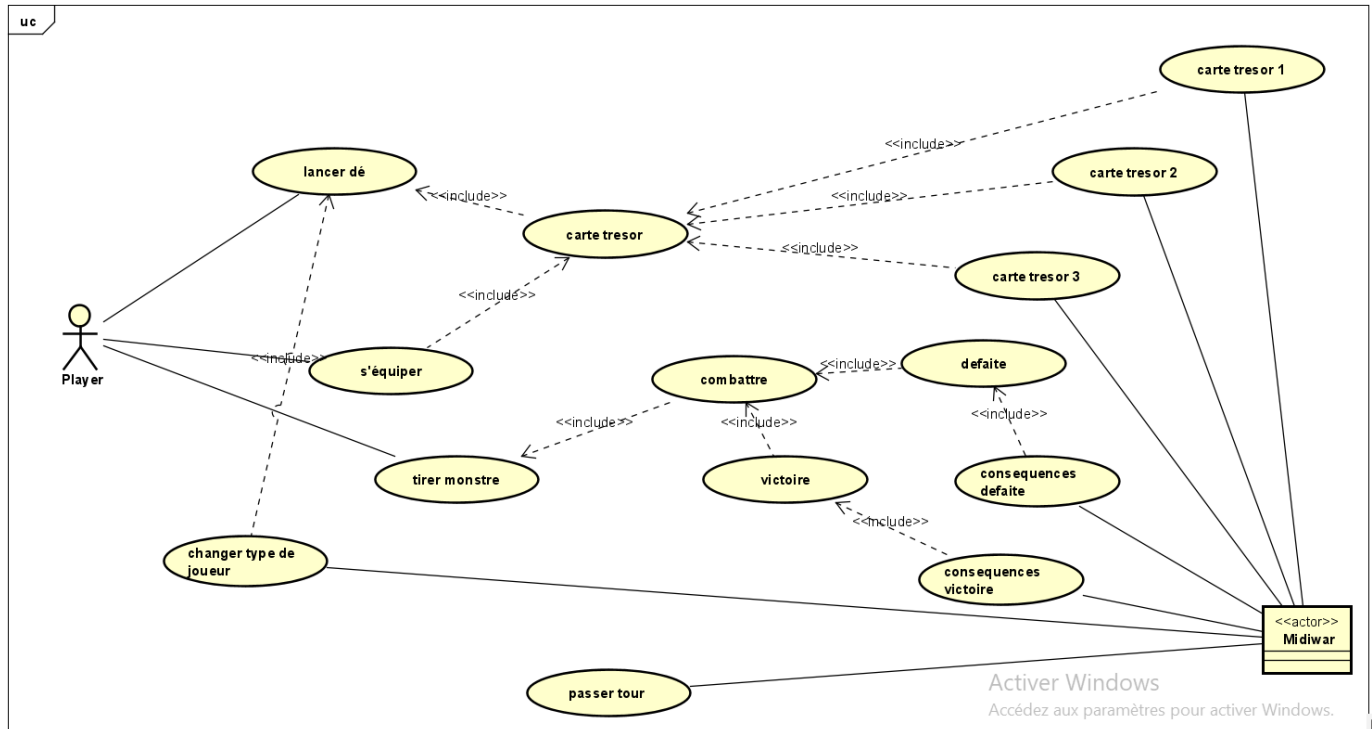 uc
carte tresor 1
<<include>>
lancer dé
carte tresor 2
<<include>>
<<include>>
<<include>>
carte tresor
<<include>>
carte tresor 3
<<include>>
Player
<<include>>
s'équiper
combattre
<<include>>
defaite
<<include>>
<<include>>
<<include>>
tirer monstre
victoire
consequences
defaite
<<include>>
changer type de
joueur
consequences
victoire
<<actor>>
Midiwar
passer tour
Activer Windows
Accédez aux paramètres pour activer Windows.